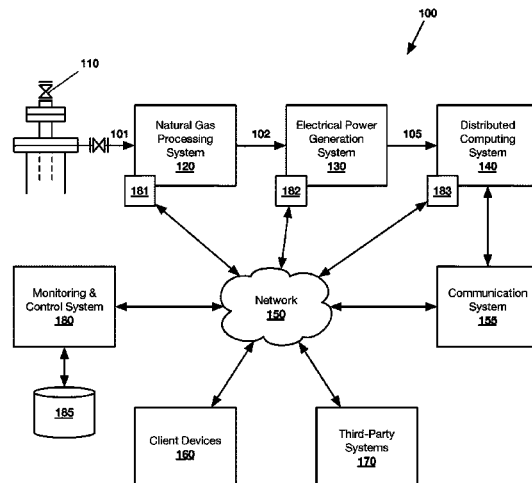 100
110
101
Natural Gas
Processing
System
120
102
Electrical Power
Generation
System
130
105
Distributed
Computing
System
140
181
182
183
Monitoring &
Control System
180
Network
150
Communication
System
155
185
Client Devices
160
Third-Party
Systems
170